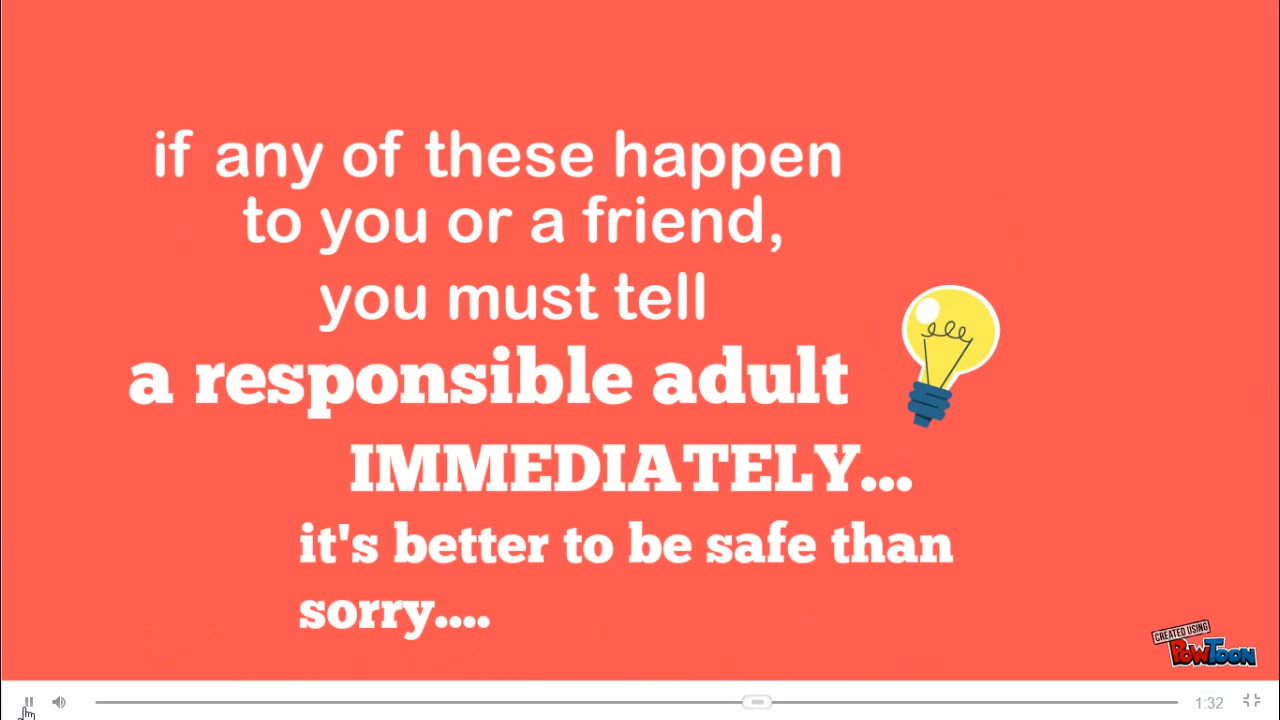 if any of these happen
to you or a friend,
you must tell
a responsible adult
IMMEDIATELY...
it's better to be safe than
sorry....
CREATED USING
POWTOON
1:32